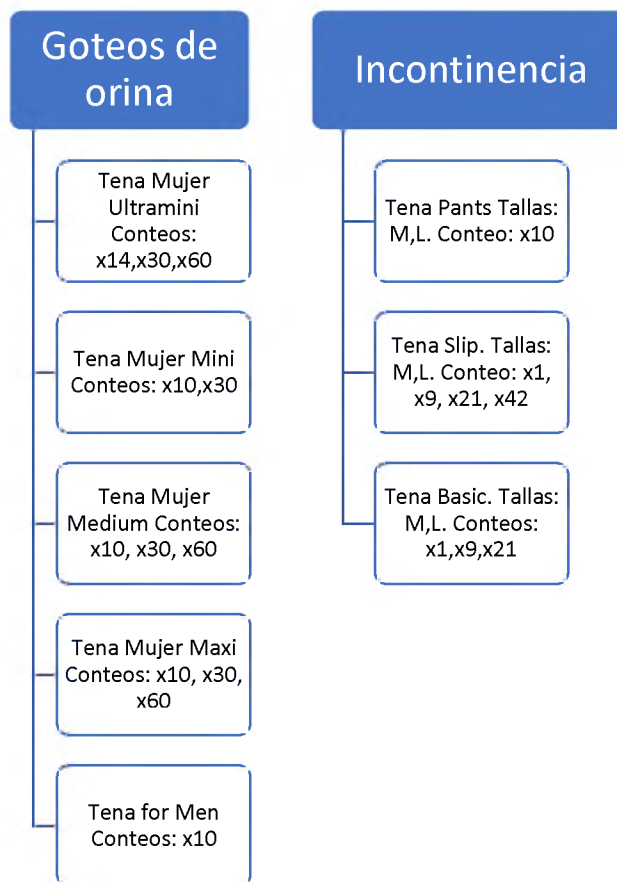 Goteos de
orina
Tena Mujer
Ultramini
Conteos:
x14,x30,x60
Tena Mujer Mini
Conteos: x10,x30
Tena Mujer
Medium Conteos:
x10, x30, x60
Tena Mujer Maxi
Conteos: x10, x30,
x60
Tena for Men
Conteos: x10
Incontinencia
Tena Pants Tallas:
M,L. Conteo: x10
Tena Slip. Tallas:
M,L. Conteo: x1,
x9, x21, x42
Tena Basic. Tallas:
M,L. Conteos:
x1,x9,x21